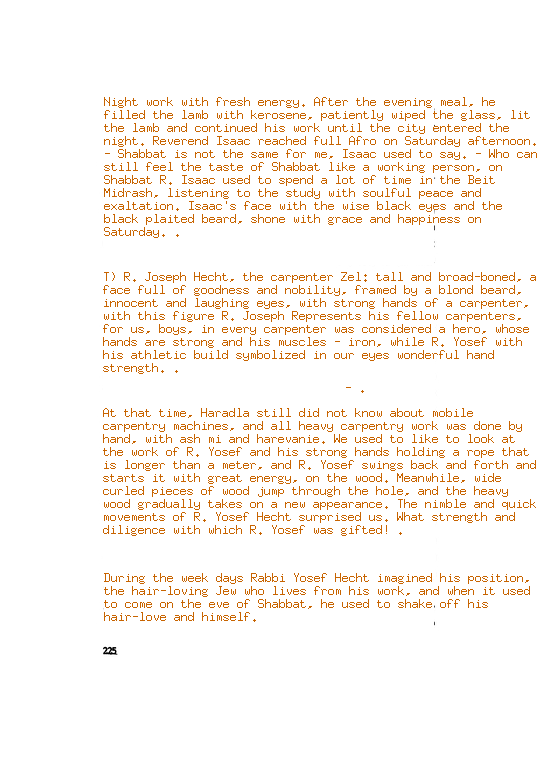 Night work with fresh energy. After the evening meal, he
filled the lamb with kerosene, patiently wiped the glass, lit
the lamb and continued his work until the city entered the
night. Reverend Isaac reached full Afro on Saturday afternoon.
- Shabbat is not the same for me, Isaac used to say. - Who can
still feel the taste of Shabbat like a working person, on
Shabbat R. Isaac used to spend a lot of time in the Beit
Midrash, listening to the study with soulful peace and
exaltation. Isaac's face with the wise black eyes and the
black plaited beard, shone with grace and happiness on
Saturday. .
T) R. Joseph Hecht, the carpenter Zel: tall and broad-boned, a
face full of goodness and nobility, framed by a blond beard,
innocent and laughing eyes, with strong hands of a carpenter,
with this figure R. Joseph Represents his fellow carpenters,
for us, boys, in every carpenter was considered a hero, whose
hands are strong and his muscles - iron, while R. Yosef with
his athletic build symbolized in our eyes wonderful hand
strength. .
- .
At that time, Haradla still did not know about mobile
carpentry machines, and all heavy carpentry work was done by
hand, with ash mi and harevanie. We used to like to look at
the work of R. Yosef and his strong hands holding a rope that
is longer than a meter, and R. Yosef swings back and forth and
starts it with great energy, on the wood. Meanwhile, wide
curled pieces of wood jump through the hole, and the heavy
wood gradually takes on a new appearance. The nimble and quick
movements of R. Yosef Hecht surprised us. What strength and
diligence with which R. Yosef was gifted! .
During the week days Rabbi Yosef Hecht imagined his position,
the hair-loving Jew who lives from his work, and when it used
to come on the eve of Shabbat, he used to shake off his
hair-love and himself.
225